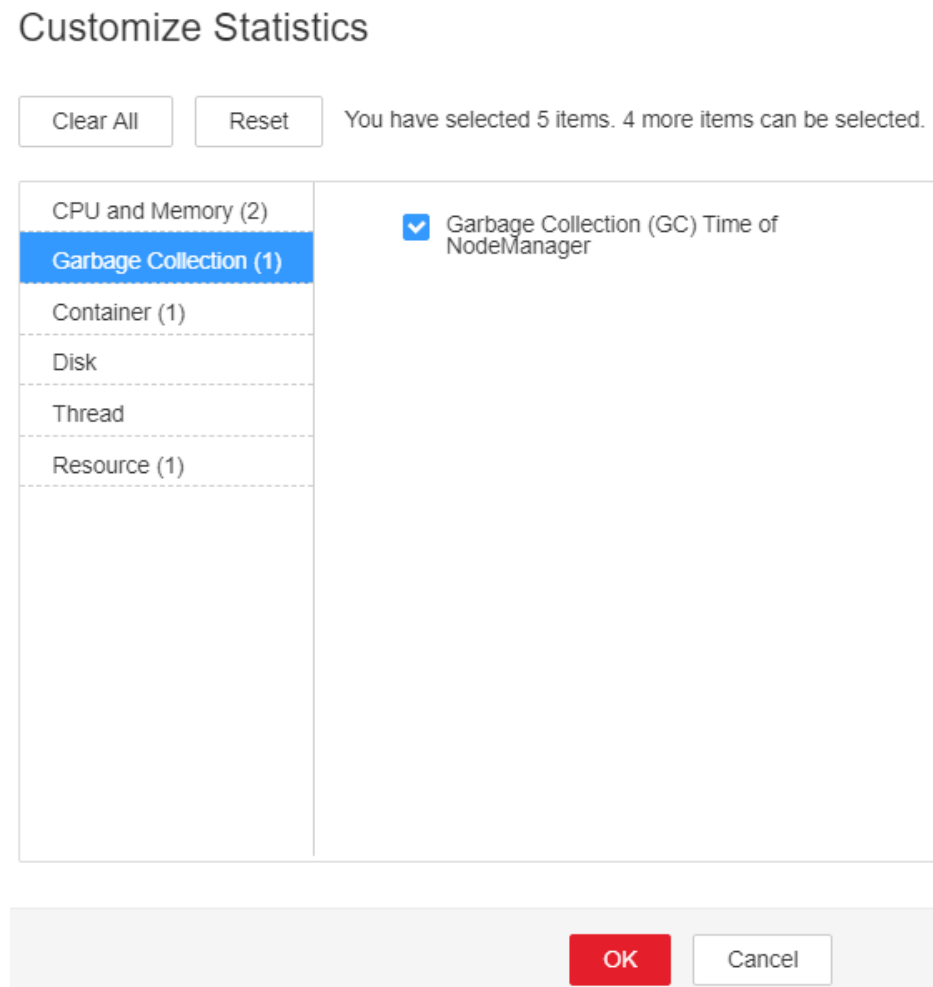 Customize Statistics
Clear All
Reset
You have selected 5 items. 4 more items can be selected.
CPU and Memory (2)
Garbage Collection (1)
Container (1)
Disk
Thread
Resource (1)
Garbage Collection (GC) Time of
NodeManager
OK
Cancel